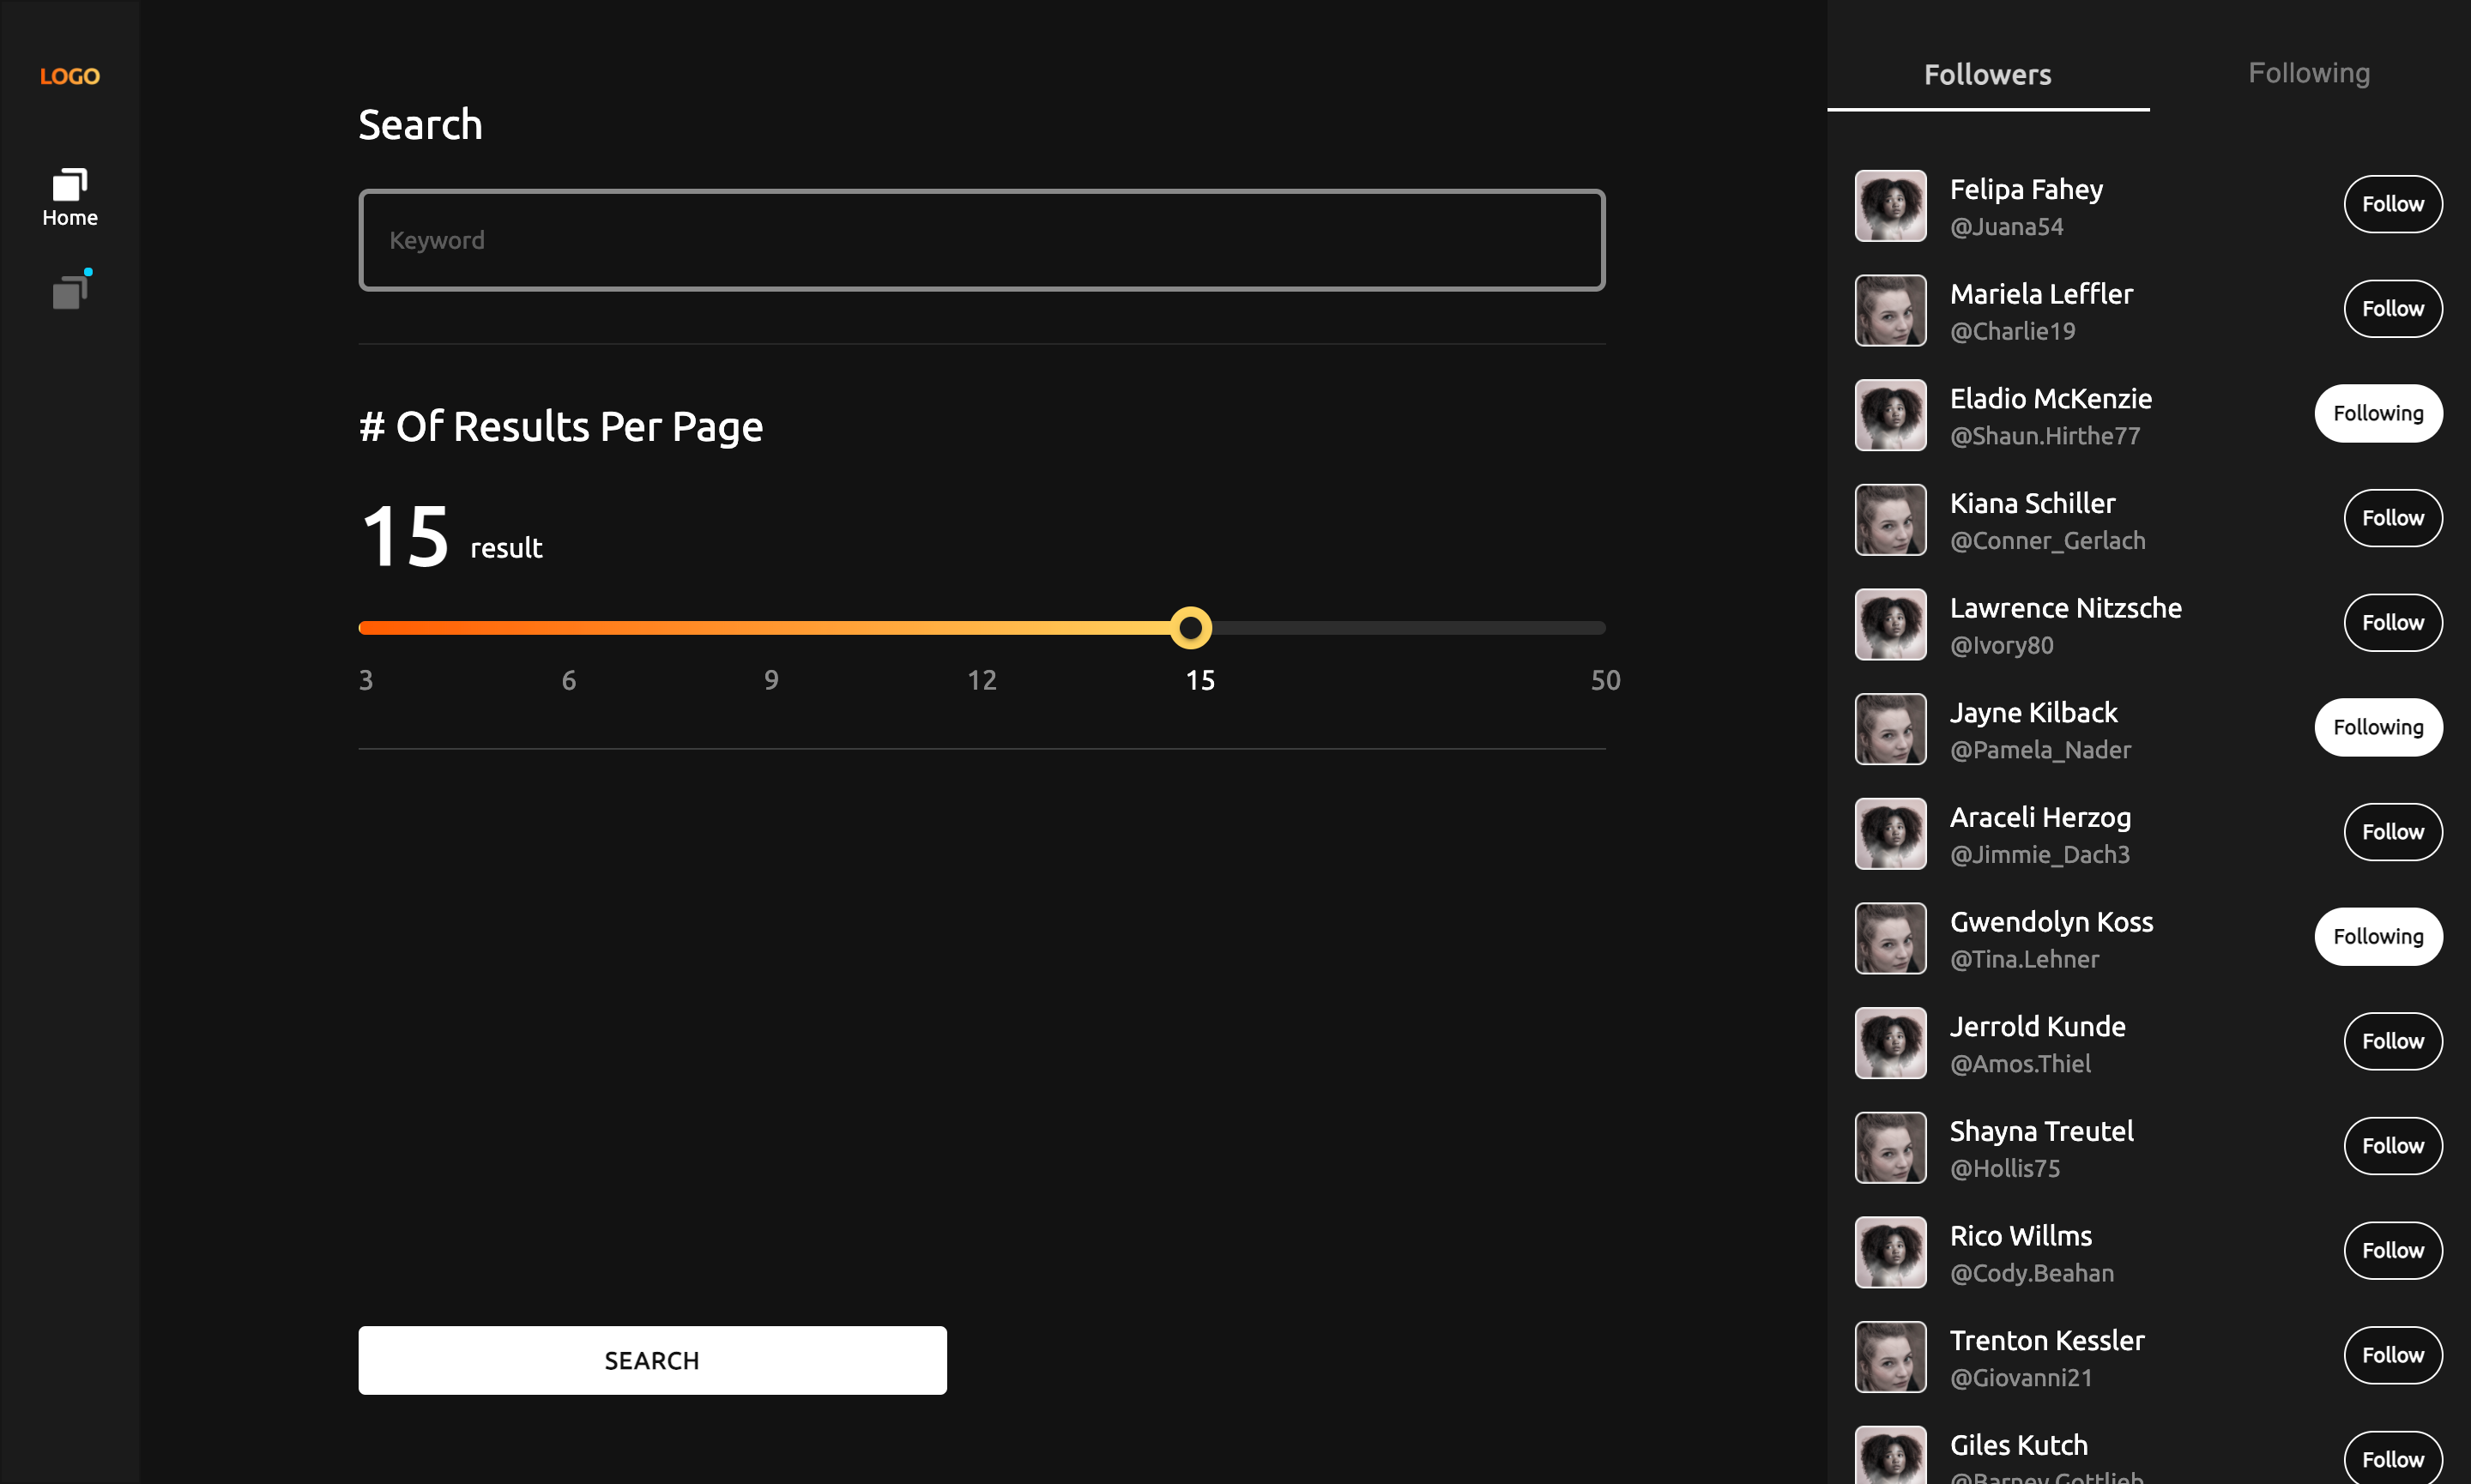 LOGO
Home
Search
Keyword
# Of Results Per Page
15 result
3 6 9 12 15 50
SEARCH
Followers Following
Felipa Fahey
@Juana54
Follow
Mariela Leffler
@Charlie19
Follow
Eladio McKenzie
@Shaun.Hirthe77
Following
Kiana Schiller
@Conner_Gerlach
Follow
Lawrence Nitzsche
@Ivory80
Follow
Jayne Kilback
@Pamela_Nader
Following
Araceli Herzog
@Jimmie_Dach3
Follow
Gwendolyn Koss
@Tina.Lehner
Following
Jerrold Kunde
@Amos.Thiel
Follow
Shayna Treutel
@Hollis75
Follow
Rico Willms
@Cody.Beahan
Follow
Trenton Kessler
@Giovanni21
Follow
Giles Kutch
@Barney.Gottlieb
Follow